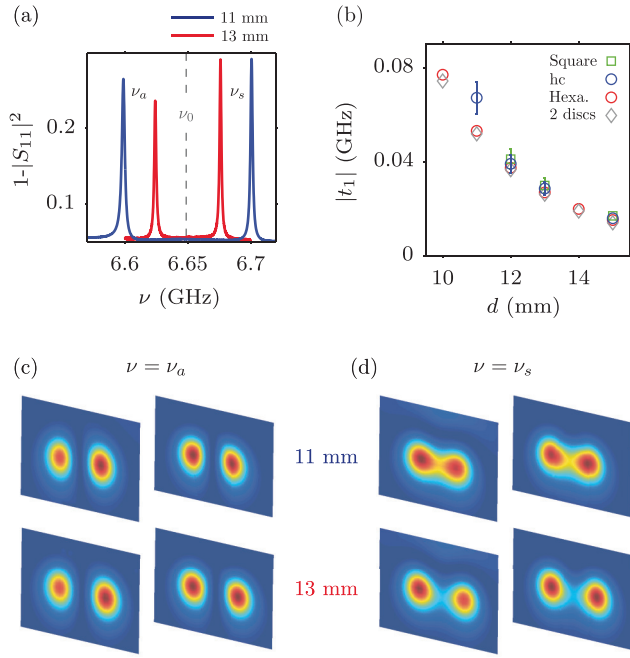 (a)
11 mm
13 mm
νₐ
ν₀
νₛ
1-|S₁₁|²
0.2
0.1
6.6
6.65
6.7
ν (GHz)
(b)
Square
hc
Hexa.
2 discs
|t₁| (GHz)
0.08
0.04
0
10
12
14
d (mm)
(c)
ν = νₐ
(d)
ν = νₛ
11 mm
13 mm